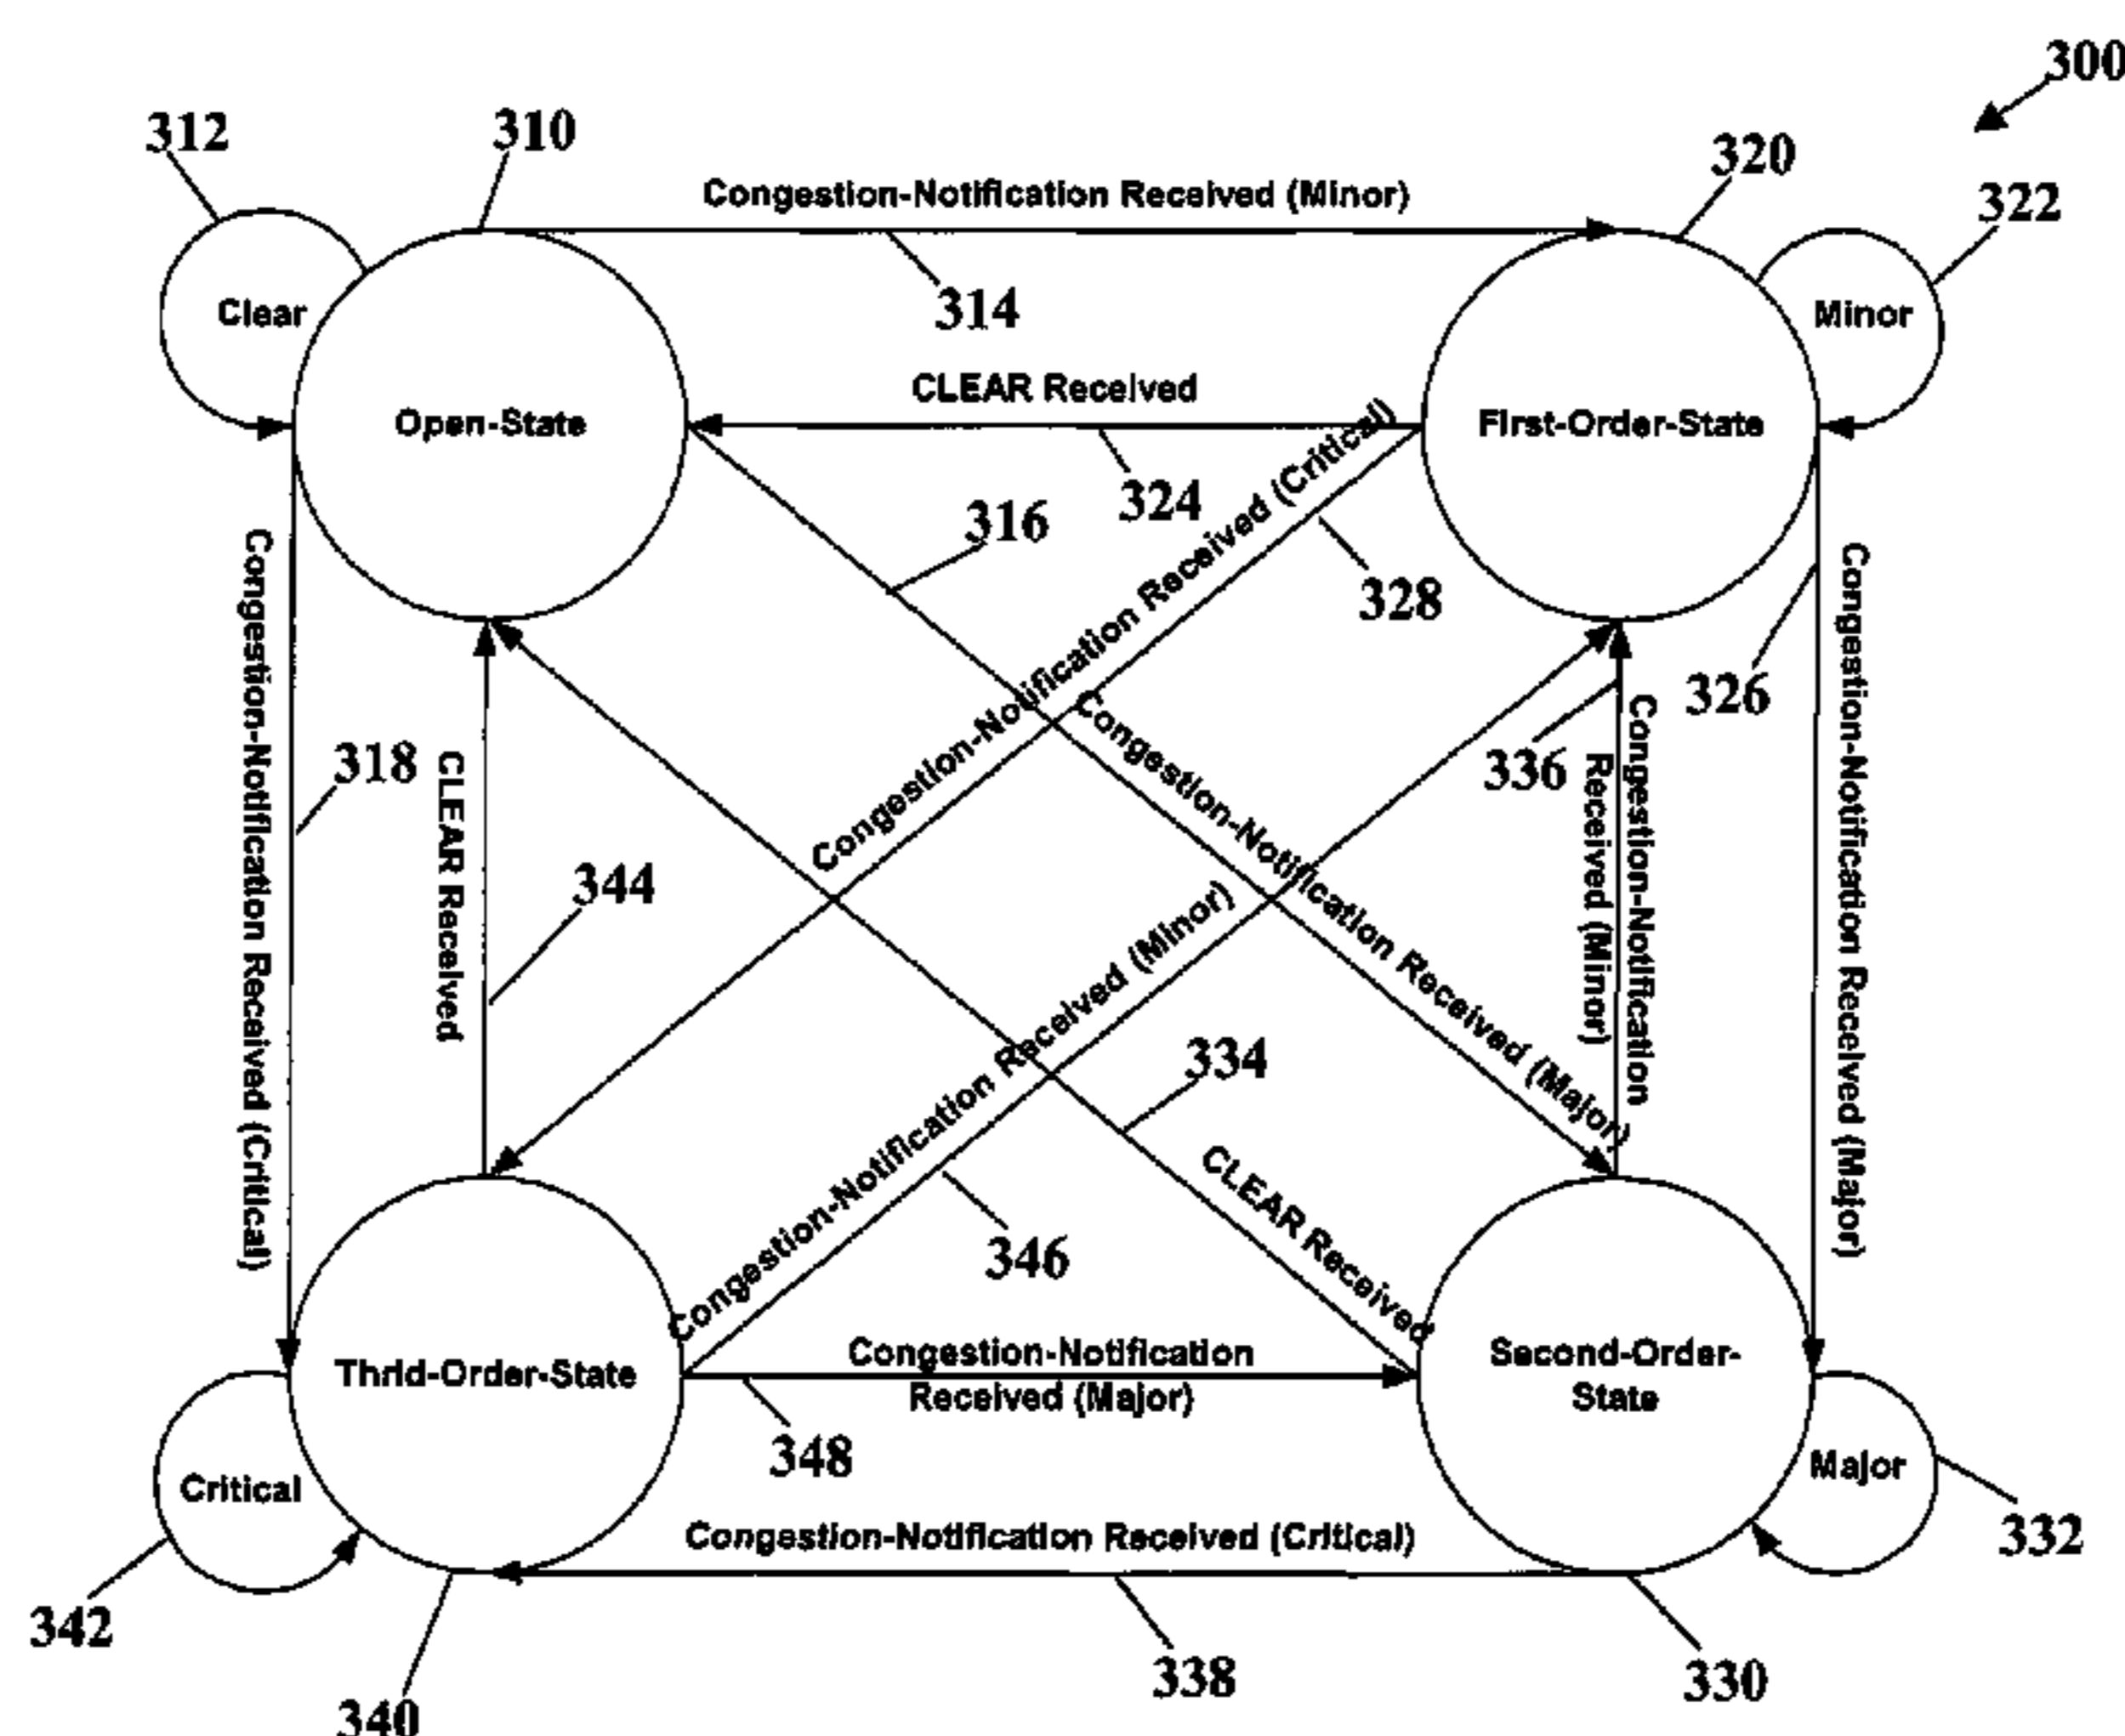 300
312
310
320
322
Congestion-Notification Received (Minor)
314
Clear
Minor
CLEAR Received
Open-State
First-Order-State
324
316
328
Congestion-Notification Received (Critical)
Congestion-Notification Received (Critical)
318
CLEAR Received
344
Congestion-Notification Received (Major)
326
336
Congestion-Notification
Received (Minor)
Congestion-Notification Received (Major)
Congestion-Notification Received (Minor)
334
346
CLEAR Received
Thrid-Order-State
Congestion-Notification
Received (Major)
348
Second-Order-
State
Critical
Major
Congestion-Notification Received (Critical)
332
342
338
330
340